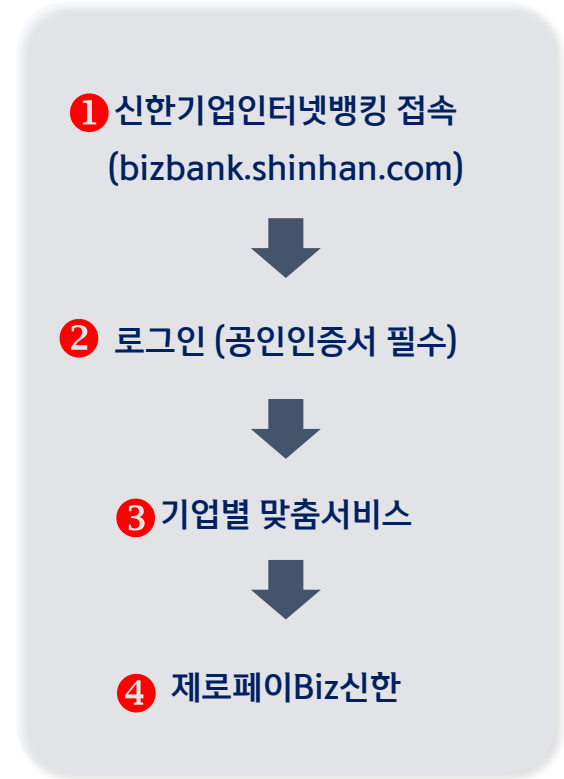 ❶ 신한기업인터넷뱅킹 접속
(bizbank.shinhan.com)
❷ 로그인 (공인인증서 필수)
❸ 기업별 맞춤서비스
❹ 제로페이Biz신한